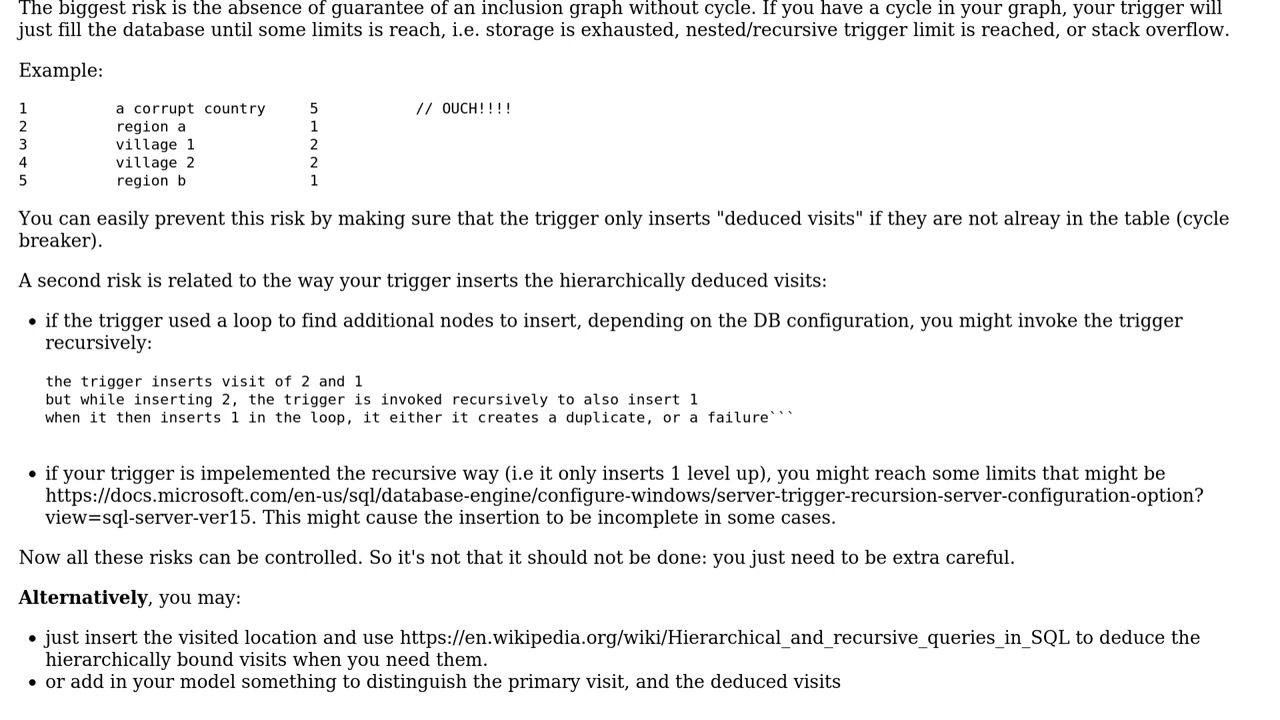 The biggest risk is the absence of guarantee of an inclusion graph without cycle. If you have a cycle in your graph, your trigger will
just fill the database until some limits is reach, i.e. storage is exhausted, nested/recursive trigger limit is reached, or stack overflow.
Example:
1 a corrupt country 5 // OUCH!!!!
2 region a 1
3 village 1 2
4 village 2 2
5 region b 1
You can easily prevent this risk by making sure that the trigger only inserts "deduced visits" if they are not alreay in the table (cycle
breaker).
A second risk is related to the way your trigger inserts the hierarchically deduced visits:
• if the trigger used a loop to find additional nodes to insert, depending on the DB configuration, you might invoke the trigger
recursively:
the trigger inserts visit of 2 and 1
but while inserting 2, the trigger is invoked recursively to also insert 1
when it then inserts 1 in the loop, it either it creates a duplicate, or a failure```
• if your trigger is impelemented the recursive way (i.e it only inserts 1 level up), you might reach some limits that might be
https://docs.microsoft.com/en-us/sql/database-engine/configure-windows/server-trigger-recursion-server-configuration-option?
view=sql-server-ver15. This might cause the insertion to be incomplete in some cases.
Now all these risks can be controlled. So it's not that it should not be done: you just need to be extra careful.
Alternatively, you may:
• just insert the visited location and use https://en.wikipedia.org/wiki/Hierarchical_and_recursive_queries_in_SQL to deduce the
hierarchically bound visits when you need them.
• or add in your model something to distinguish the primary visit, and the deduced visits